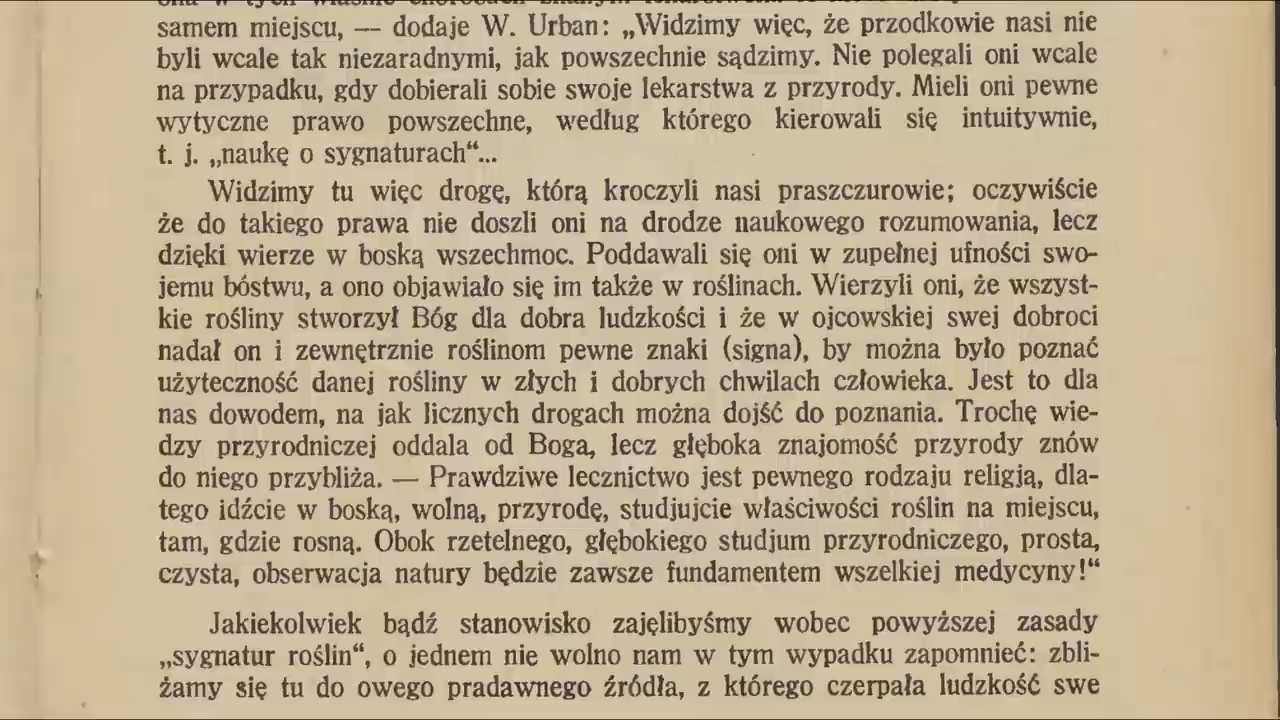 samem miejscu, — dodaje W. Urban: „Widzimy więc, że przodkowie nasi nie
byli wcale tak niezaradnymi, jak powszechnie sądzimy. Nie polegali oni wcale
na przypadku, gdy dobierali sobie swoje lekarstwa z przyrody. Mieli oni pewne
wytyczne prawo powszechne, według którego kierowali się intuitywnie,
t. j. „naukę o sygnaturach“...
Widzimy tu więc drogę, którą kroczyli nasi praszczurowie; oczywiście
że do takiego prawa nie doszli oni na drodze naukowego rozumowania, lecz
dzięki wierze w boską wszechmoc. Poddawali się oni w zupełnej ufności swo-
jemu bóstwu, a ono objawiało się im także w roślinach. Wierzyli oni, że wszyst-
kie rośliny stworzył Bóg dla dobra ludzkości i że w ojcowskiej swej dobroci
nadał on i zewnętrznie roślinom pewne znaki (signa), by można było poznać
użyteczność danej rośliny w złych i dobrych chwilach człowieka. Jest to dla
nas dowodem, na jak licznych drogach można dojść do poznania. Trochę wie-
dzy przyrodniczej oddala od Boga, lecz głęboka znajomość przyrody znów
do niego przybliża. — Prawdziwe lecznictwo jest pewnego rodzaju religją, dla-
tego idźcie w boską, wolną, przyrodę, studjujcie właściwości roślin na miejscu,
tam, gdzie rosną. Obok rzetelnego, głębokiego studjum przyrodniczego, prosta,
czysta, obserwacja natury będzie zawsze fundamentem wszelkiej medycyny!“
Jakiekolwiek bądź stanowisko zajęlibyśmy wobec powyższej zasady
„sygnatur roślin“, o jednem nie wolno nam w tym wypadku zapomnieć: zbli-
żamy się tu do owego pradawnego źródła, z którego czerpała ludzkość swe